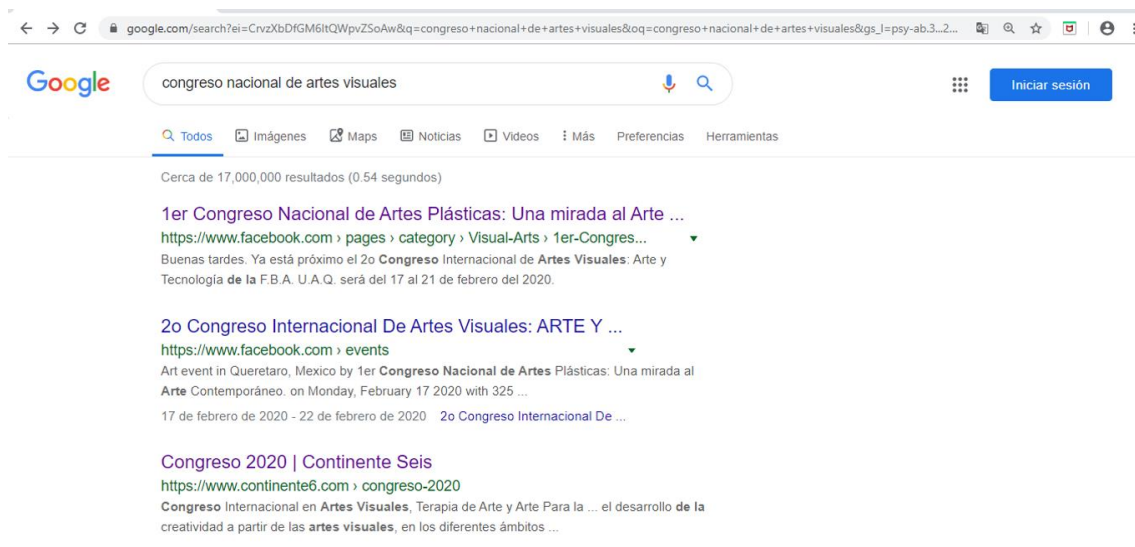 google.com/search?ei=CrvzXbDfGM6ItQWpvZSoAw&q=congreso+nacional+de+artes+visuales&oq=congreso+nacional+de+artes+visuales&gs_l=psy-ab.3...2...
Google congreso nacional de artes visuales Iniciar sesión
Todos Imágenes Maps Noticias Videos Más Preferencias Herramientas
Cerca de 17,000,000 resultados (0.54 segundos)
1er Congreso Nacional de Artes Plásticas: Una mirada al Arte ...
https://www.facebook.com › pages › category › Visual-Arts › 1er-Congres...
Buenas tardes. Ya está próximo el 2o Congreso Internacional de Artes Visuales: Arte y
Tecnología de la F.B.A. U.A.Q. será del 17 al 21 de febrero del 2020.
2o Congreso Internacional De Artes Visuales: ARTE Y ...
https://www.facebook.com › events
Art event in Queretaro, Mexico by 1er Congreso Nacional de Artes Plásticas: Una mirada al
Arte Contemporáneo. on Monday, February 17 2020 with 325 ...
17 de febrero de 2020 - 22 de febrero de 2020 2o Congreso Internacional De ...
Congreso 2020 | Continente Seis
https://www.continente6.com › congreso-2020
Congreso Internacional en Artes Visuales, Terapia de Arte y Arte Para la ... el desarrollo de la
creatividad a partir de las artes visuales, en los diferentes ámbitos ...